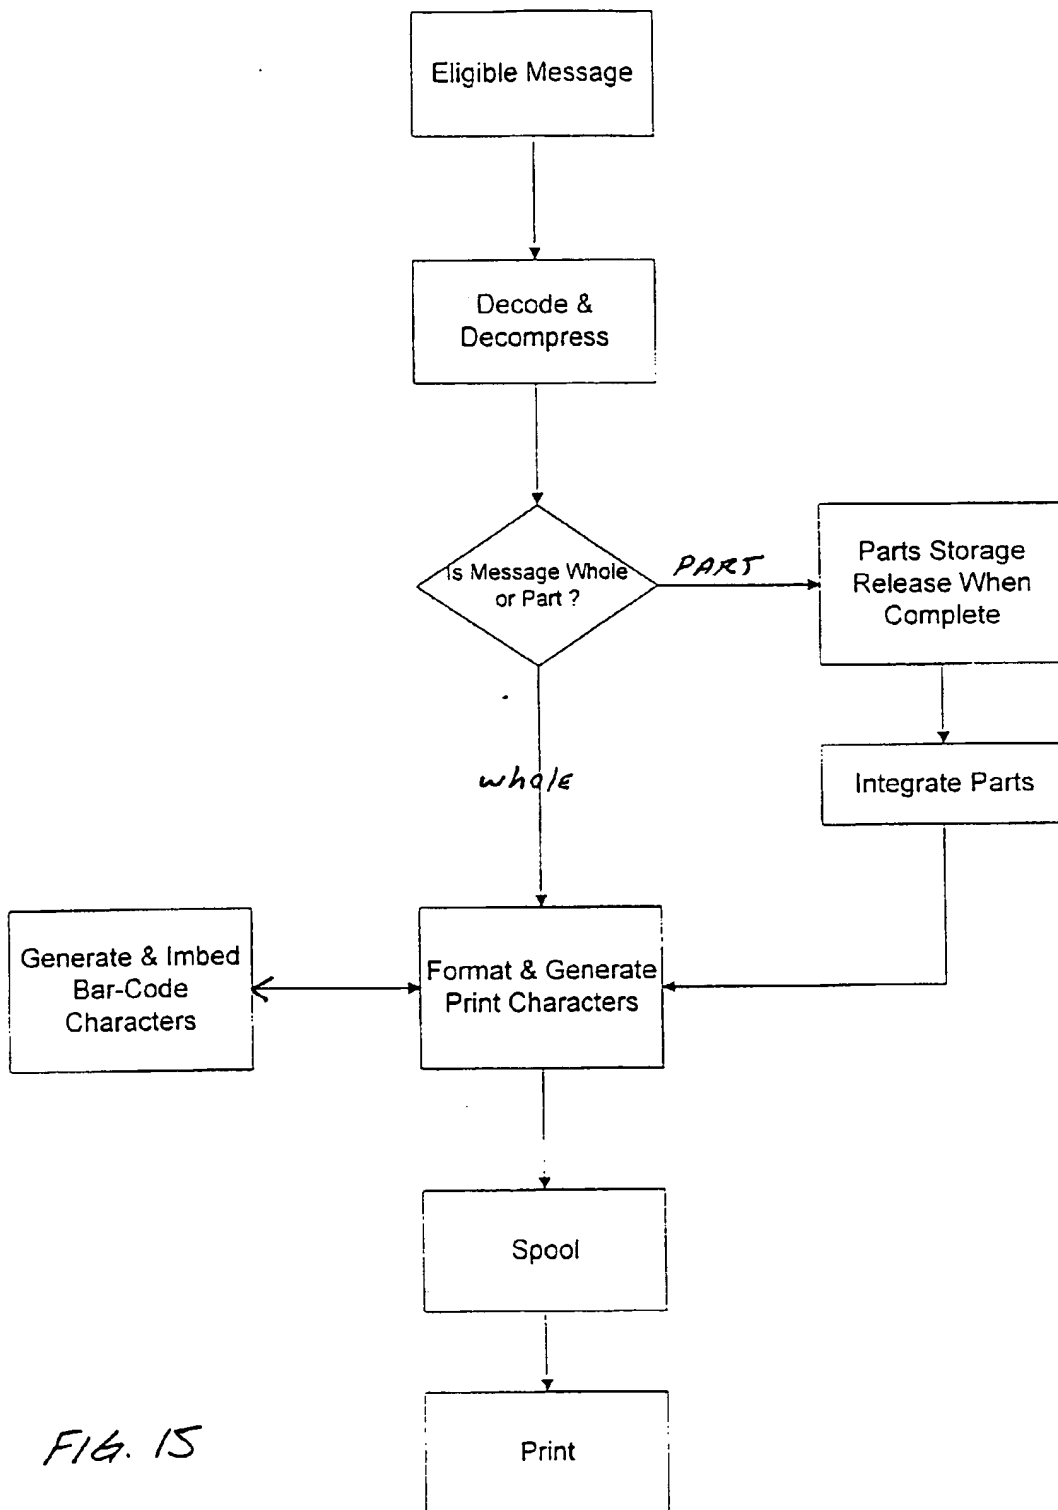 Eligible Message
Decode &
Decompress
Is Message Whole
or Part ?
PART
Parts Storage
Release When
Complete
whole
Integrate Parts
Generate & Imbed
Bar-Code
Characters
Format & Generate
Print Characters
Spool
Print
FIG. 15